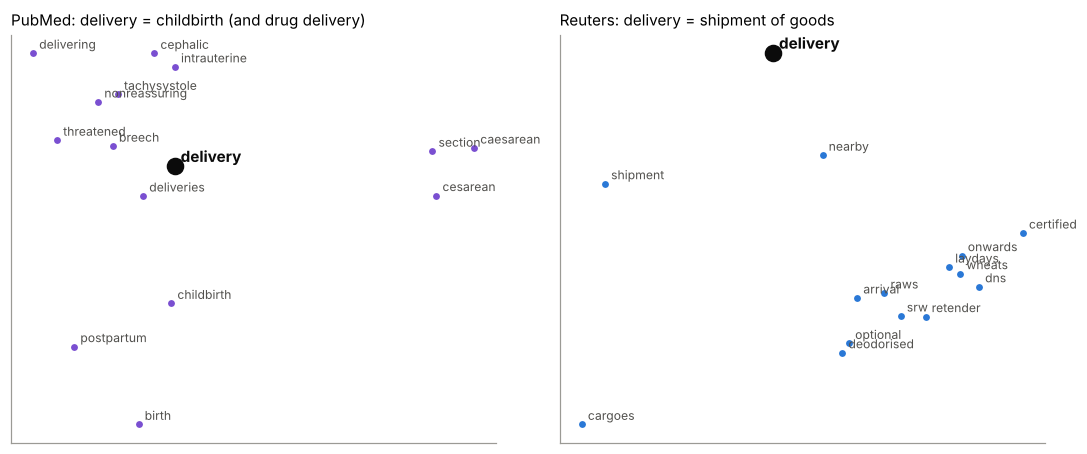 PubMed: delivery = childbirth (and drug delivery)
delivering
cephalic
intrauterine
tachysystole
nonreassuring
threatened
breech
delivery
section
caesarean
deliveries
cesarean
childbirth
postpartum
birth
Reuters: delivery = shipment of goods
delivery
nearby
shipment
certified
onwards
laydays
wheats
dns
raws
arrival
srw
retender
optional
deodorised
cargoes